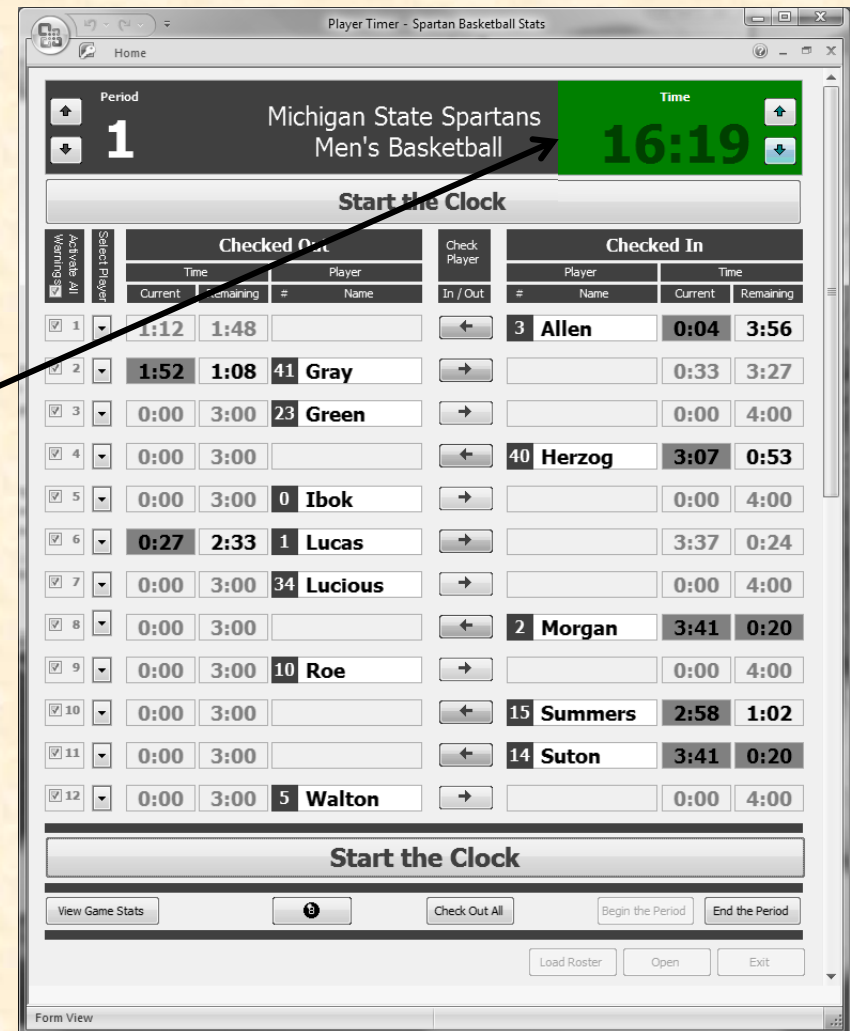 Player Timer - Spartan Basketball Stats
Home
Period
1
Michigan State Spartans
Men's Basketball
Time
16:19
Start the Clock
Activate All Warnings
Select Player
Checked Out
Check Player
Checked In
Time Player Player Time
Current Remaining # Name In / Out # Name Current Remaining
1 1:12 1:48 3 Allen 0:04 3:56
2 1:52 1:08 41 Gray 0:33 3:27
3 0:00 3:00 23 Green 0:00 4:00
4 0:00 3:00 40 Herzog 3:07 0:53
5 0:00 3:00 0 Ibok 0:00 4:00
6 0:27 2:33 1 Lucas 3:37 0:24
7 0:00 3:00 34 Lucious 0:00 4:00
8 0:00 3:00 2 Morgan 3:41 0:20
9 0:00 3:00 10 Roe 0:00 4:00
10 0:00 3:00 15 Summers 2:58 1:02
11 0:00 3:00 14 Suton 3:41 0:20
12 0:00 3:00 5 Walton 0:00 4:00
Start the Clock
View Game Stats Check Out All Begin the Period End the Period
Load Roster Open Exit
Form View